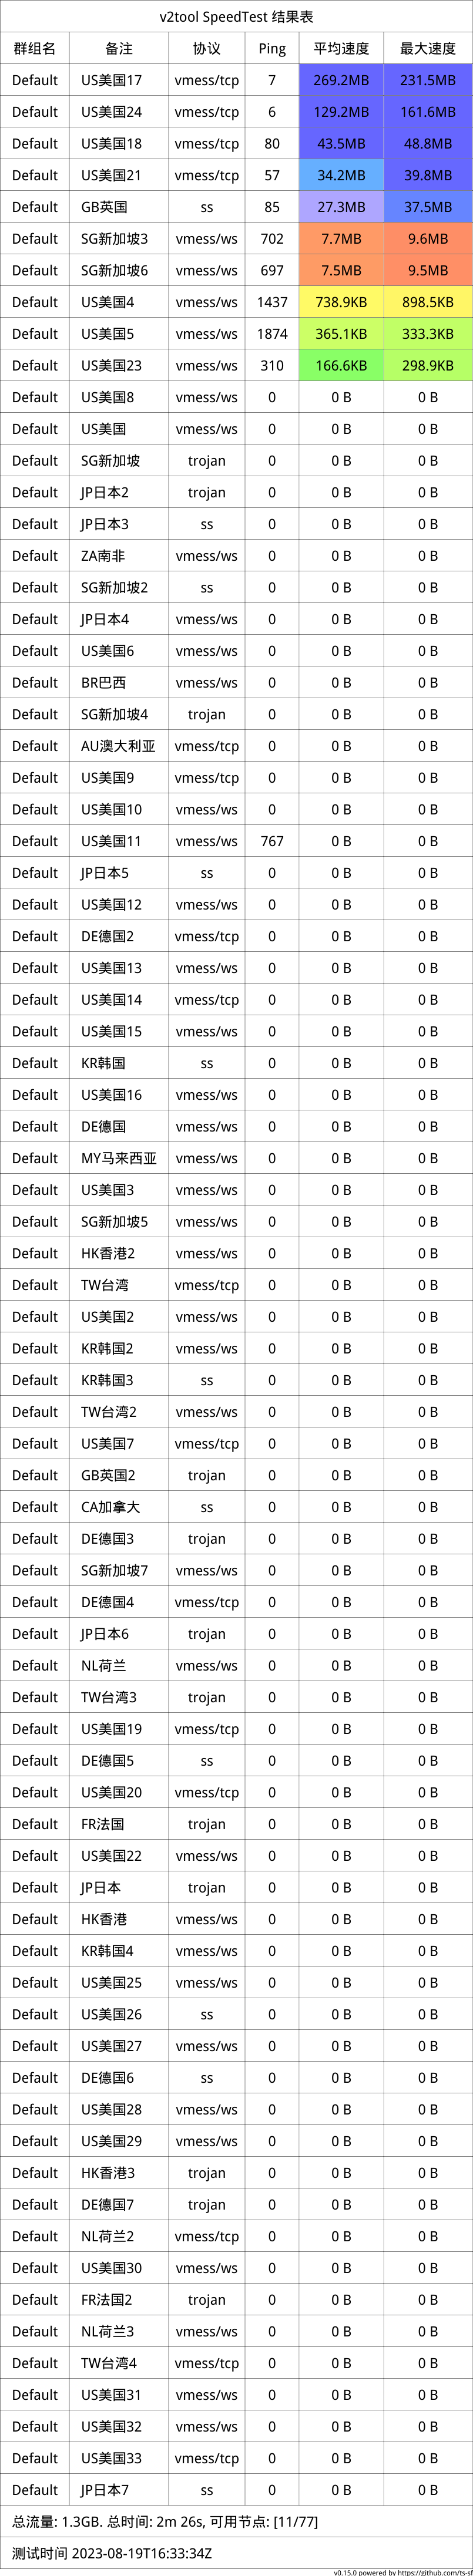 v2tool SpeedTest 结果表
群组名 备注 协议 Ping 平均速度 最大速度
Default US美国17 vmess/tcp 7 269.2MB 231.5MB
Default US美国24 vmess/tcp 6 129.2MB 161.6MB
Default US美国18 vmess/tcp 80 43.5MB 48.8MB
Default US美国21 vmess/tcp 57 34.2MB 39.8MB
Default GB英国 ss 85 27.3MB 37.5MB
Default SG新加坡3 vmess/ws 702 7.7MB 9.6MB
Default SG新加坡6 vmess/ws 697 7.5MB 9.5MB
Default US美国4 vmess/ws 1437 738.9KB 898.5KB
Default US美国5 vmess/ws 1874 365.1KB 333.3KB
Default US美国23 vmess/ws 310 166.6KB 298.9KB
Default US美国8 vmess/ws 0 0 B 0 B
Default US美国 vmess/ws 0 0 B 0 B
Default SG新加坡 trojan 0 0 B 0 B
Default JP日本2 trojan 0 0 B 0 B
Default JP日本3 ss 0 0 B 0 B
Default ZA南非 vmess/ws 0 0 B 0 B
Default SG新加坡2 ss 0 0 B 0 B
Default JP日本4 vmess/ws 0 0 B 0 B
Default US美国6 vmess/ws 0 0 B 0 B
Default BR巴西 vmess/ws 0 0 B 0 B
Default SG新加坡4 trojan 0 0 B 0 B
Default AU澳大利亚 vmess/tcp 0 0 B 0 B
Default US美国9 vmess/tcp 0 0 B 0 B
Default US美国10 vmess/ws 0 0 B 0 B
Default US美国11 vmess/ws 767 0 B 0 B
Default JP日本5 ss 0 0 B 0 B
Default US美国12 vmess/ws 0 0 B 0 B
Default DE德国2 vmess/tcp 0 0 B 0 B
Default US美国13 vmess/ws 0 0 B 0 B
Default US美国14 vmess/tcp 0 0 B 0 B
Default US美国15 vmess/ws 0 0 B 0 B
Default KR韩国 ss 0 0 B 0 B
Default US美国16 vmess/ws 0 0 B 0 B
Default DE德国 vmess/ws 0 0 B 0 B
Default MY马来西亚 vmess/ws 0 0 B 0 B
Default US美国3 vmess/ws 0 0 B 0 B
Default SG新加坡5 vmess/ws 0 0 B 0 B
Default HK香港2 vmess/ws 0 0 B 0 B
Default TW台湾 vmess/tcp 0 0 B 0 B
Default US美国2 vmess/ws 0 0 B 0 B
Default KR韩国2 vmess/ws 0 0 B 0 B
Default KR韩国3 ss 0 0 B 0 B
Default TW台湾2 vmess/ws 0 0 B 0 B
Default US美国7 vmess/tcp 0 0 B 0 B
Default GB英国2 trojan 0 0 B 0 B
Default CA加拿大 ss 0 0 B 0 B
Default DE德国3 trojan 0 0 B 0 B
Default SG新加坡7 vmess/ws 0 0 B 0 B
Default DE德国4 vmess/tcp 0 0 B 0 B
Default JP日本6 trojan 0 0 B 0 B
Default NL荷兰 vmess/ws 0 0 B 0 B
Default TW台湾3 trojan 0 0 B 0 B
Default US美国19 vmess/tcp 0 0 B 0 B
Default DE德国5 ss 0 0 B 0 B
Default US美国20 vmess/tcp 0 0 B 0 B
Default FR法国 trojan 0 0 B 0 B
Default US美国22 vmess/ws 0 0 B 0 B
Default JP日本 trojan 0 0 B 0 B
Default HK香港 vmess/ws 0 0 B 0 B
Default KR韩国4 vmess/ws 0 0 B 0 B
Default US美国25 vmess/ws 0 0 B 0 B
Default US美国26 ss 0 0 B 0 B
Default US美国27 vmess/ws 0 0 B 0 B
Default DE德国6 ss 0 0 B 0 B
Default US美国28 vmess/ws 0 0 B 0 B
Default US美国29 vmess/ws 0 0 B 0 B
Default HK香港3 trojan 0 0 B 0 B
Default DE德国7 trojan 0 0 B 0 B
Default NL荷兰2 vmess/tcp 0 0 B 0 B
Default US美国30 vmess/ws 0 0 B 0 B
Default FR法国2 trojan 0 0 B 0 B
Default NL荷兰3 vmess/ws 0 0 B 0 B
Default TW台湾4 vmess/tcp 0 0 B 0 B
Default US美国31 vmess/ws 0 0 B 0 B
Default US美国32 vmess/ws 0 0 B 0 B
Default US美国33 vmess/tcp 0 0 B 0 B
Default JP日本7 ss 0 0 B 0 B
总流量: 1.3GB. 总时间: 2m 26s, 可用节点: [11/77]
测试时间 2023-08-19T16:33:34Z
v0.15.0 powered by